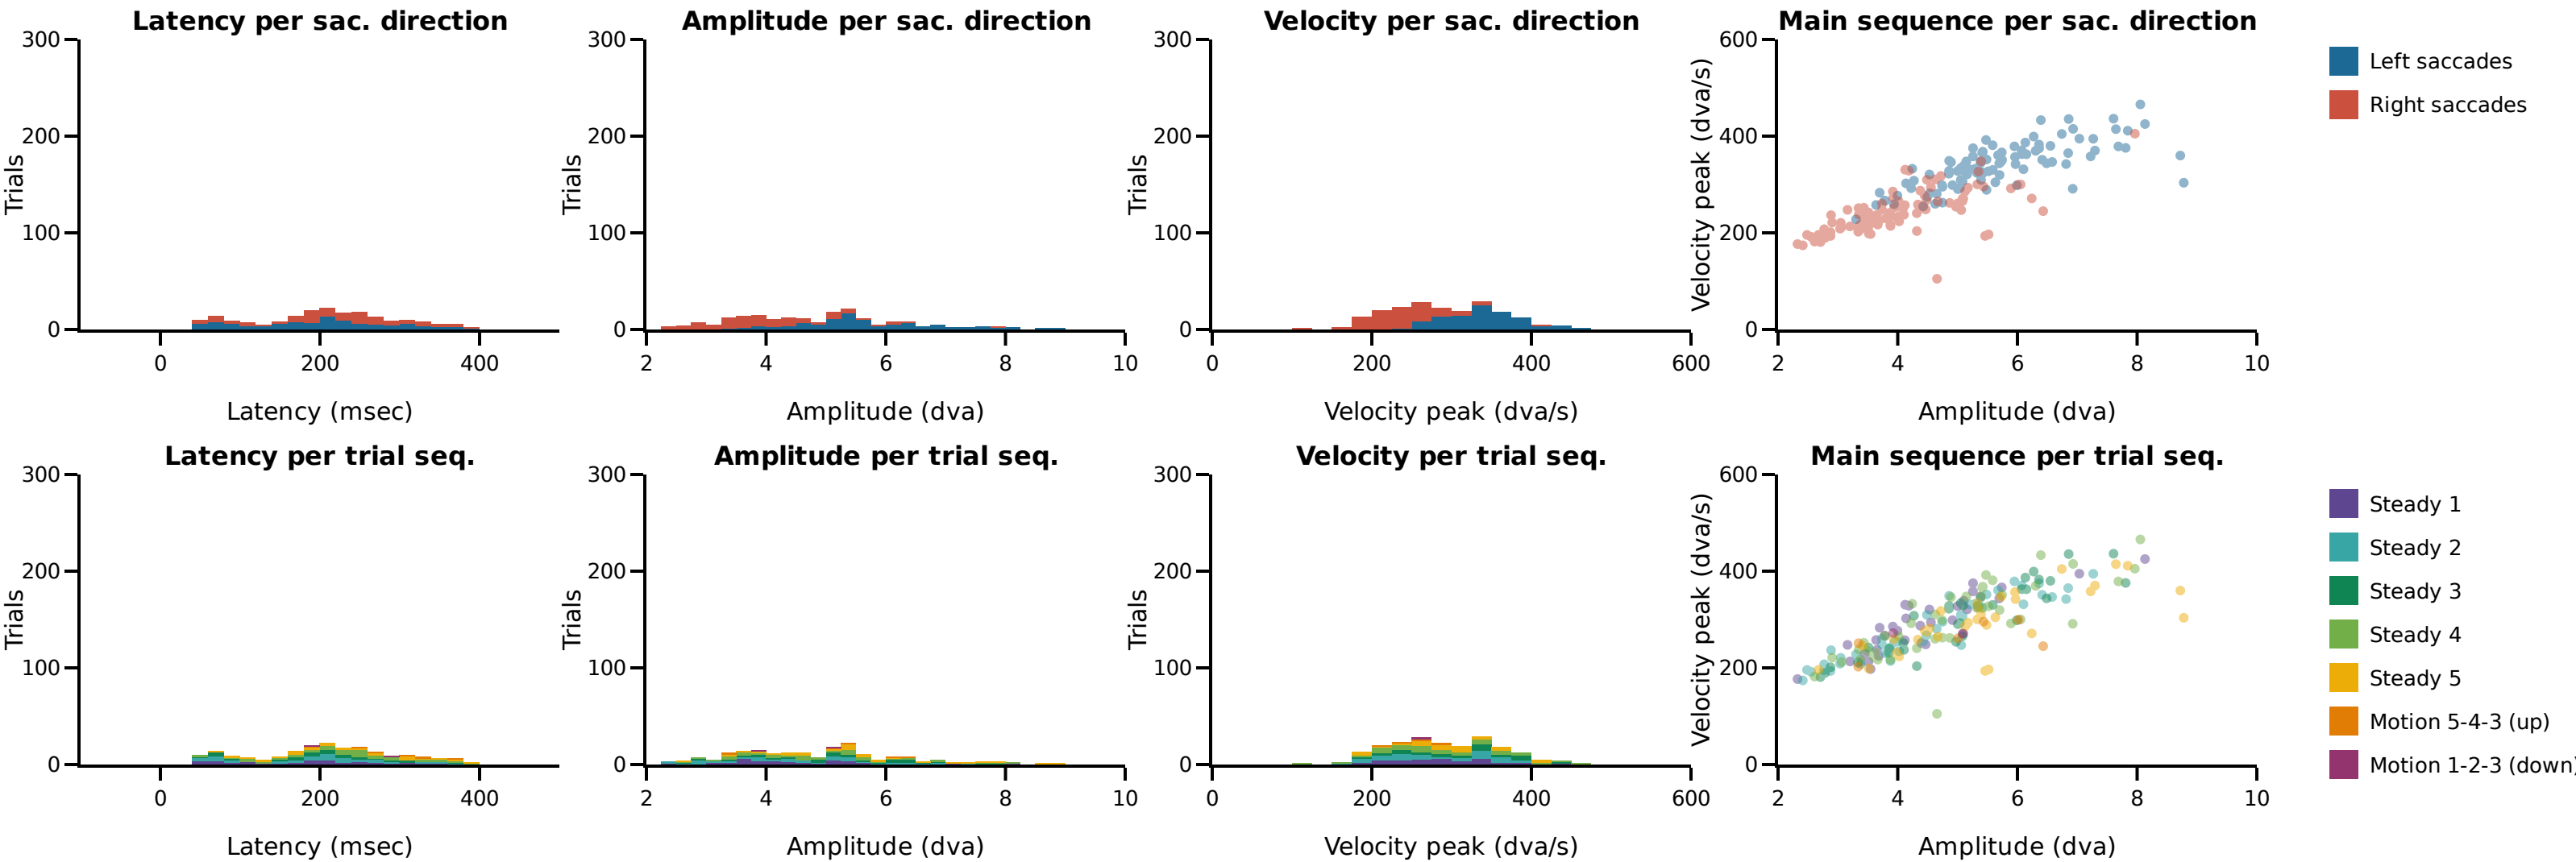 Latency per sac. direction
Amplitude per sac. direction
Velocity per sac. direction
Main sequence per sac. direction
300
200
100
0
Trials
0
200
400
Latency (msec)
300
200
100
0
Trials
2
4
6
8
10
Amplitude (dva)
300
200
100
0
Trials
0
200
400
600
Velocity peak (dva/s)
600
400
200
0
Velocity peak (dva/s)
2
4
6
8
10
Amplitude (dva)
Left saccades
Right saccades
Latency per trial seq.
Amplitude per trial seq.
Velocity per trial seq.
Main sequence per trial seq.
300
200
100
0
Trials
0
200
400
Latency (msec)
300
200
100
0
Trials
2
4
6
8
10
Amplitude (dva)
300
200
100
0
Trials
0
200
400
600
Velocity peak (dva/s)
600
400
200
0
Velocity peak (dva/s)
2
4
6
8
10
Amplitude (dva)
Steady 1
Steady 2
Steady 3
Steady 4
Steady 5
Motion 5-4-3 (up)
Motion 1-2-3 (down)